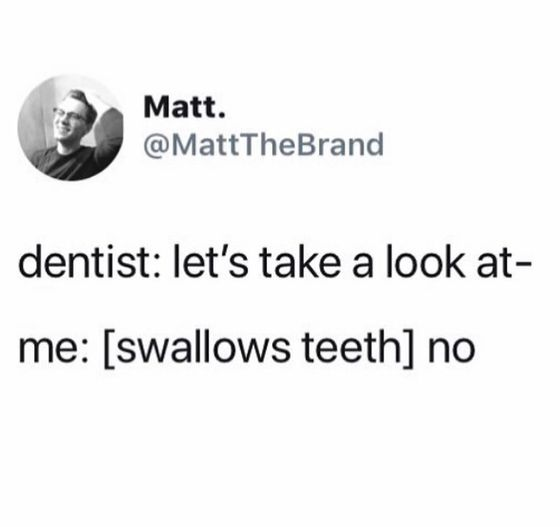 Matt.
@MattTheBrand
dentist: let’s take a look at-
me: [swallows teeth] no